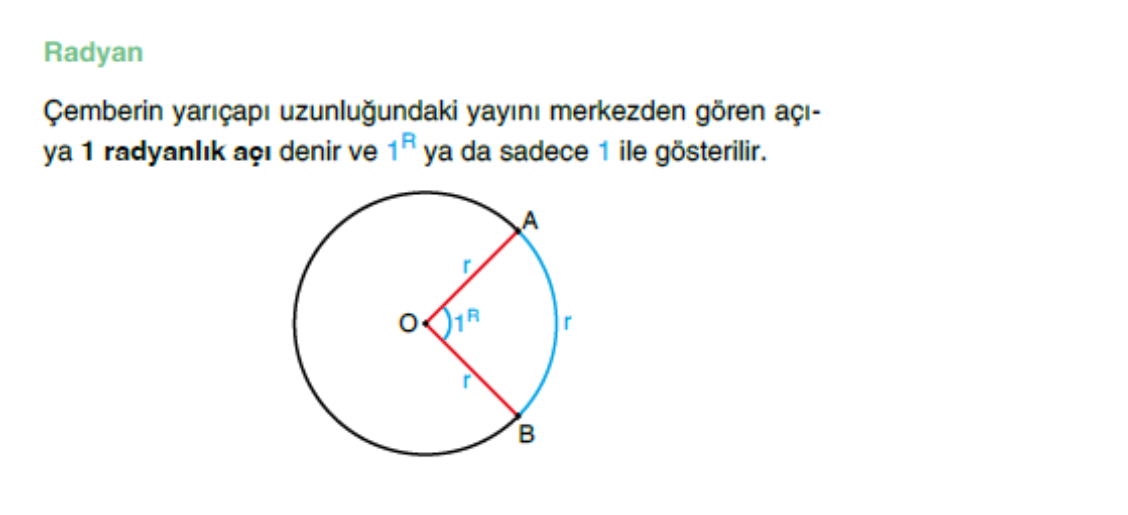 Radyan
Çemberin yarıçapı uzunluğundaki yayını merkezden gören açı-
ya 1 radyanlık açı denir ve 1ᴿ ya da sadece 1 ile gösterilir.
A
r
O
1ᴿ
r
r
B